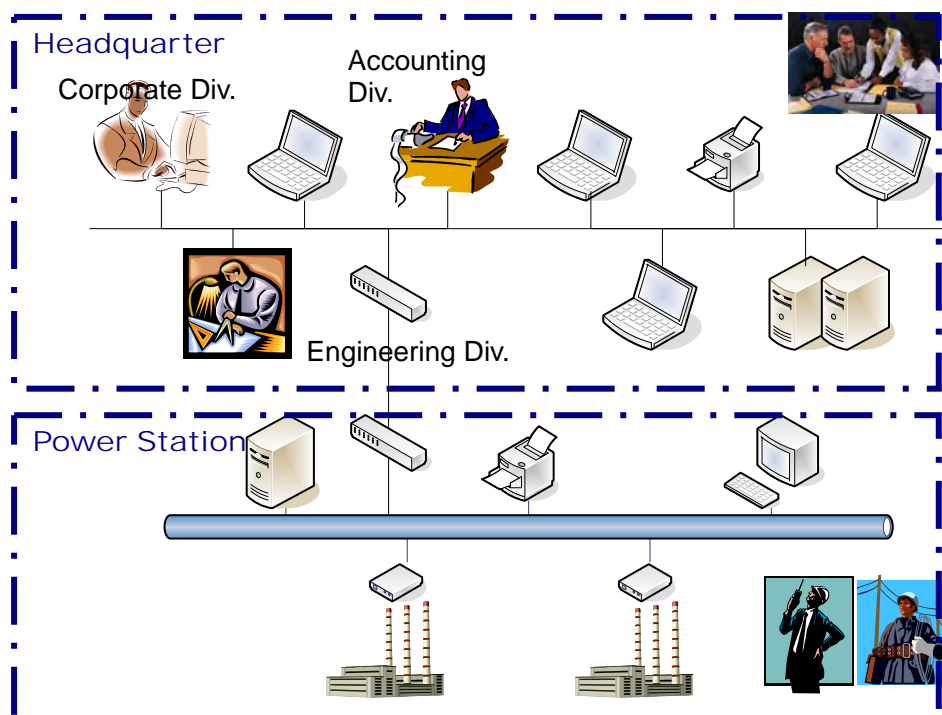 Headquarter
Corporate Div.
Accounting
Div.
Engineering Div.
Power Station